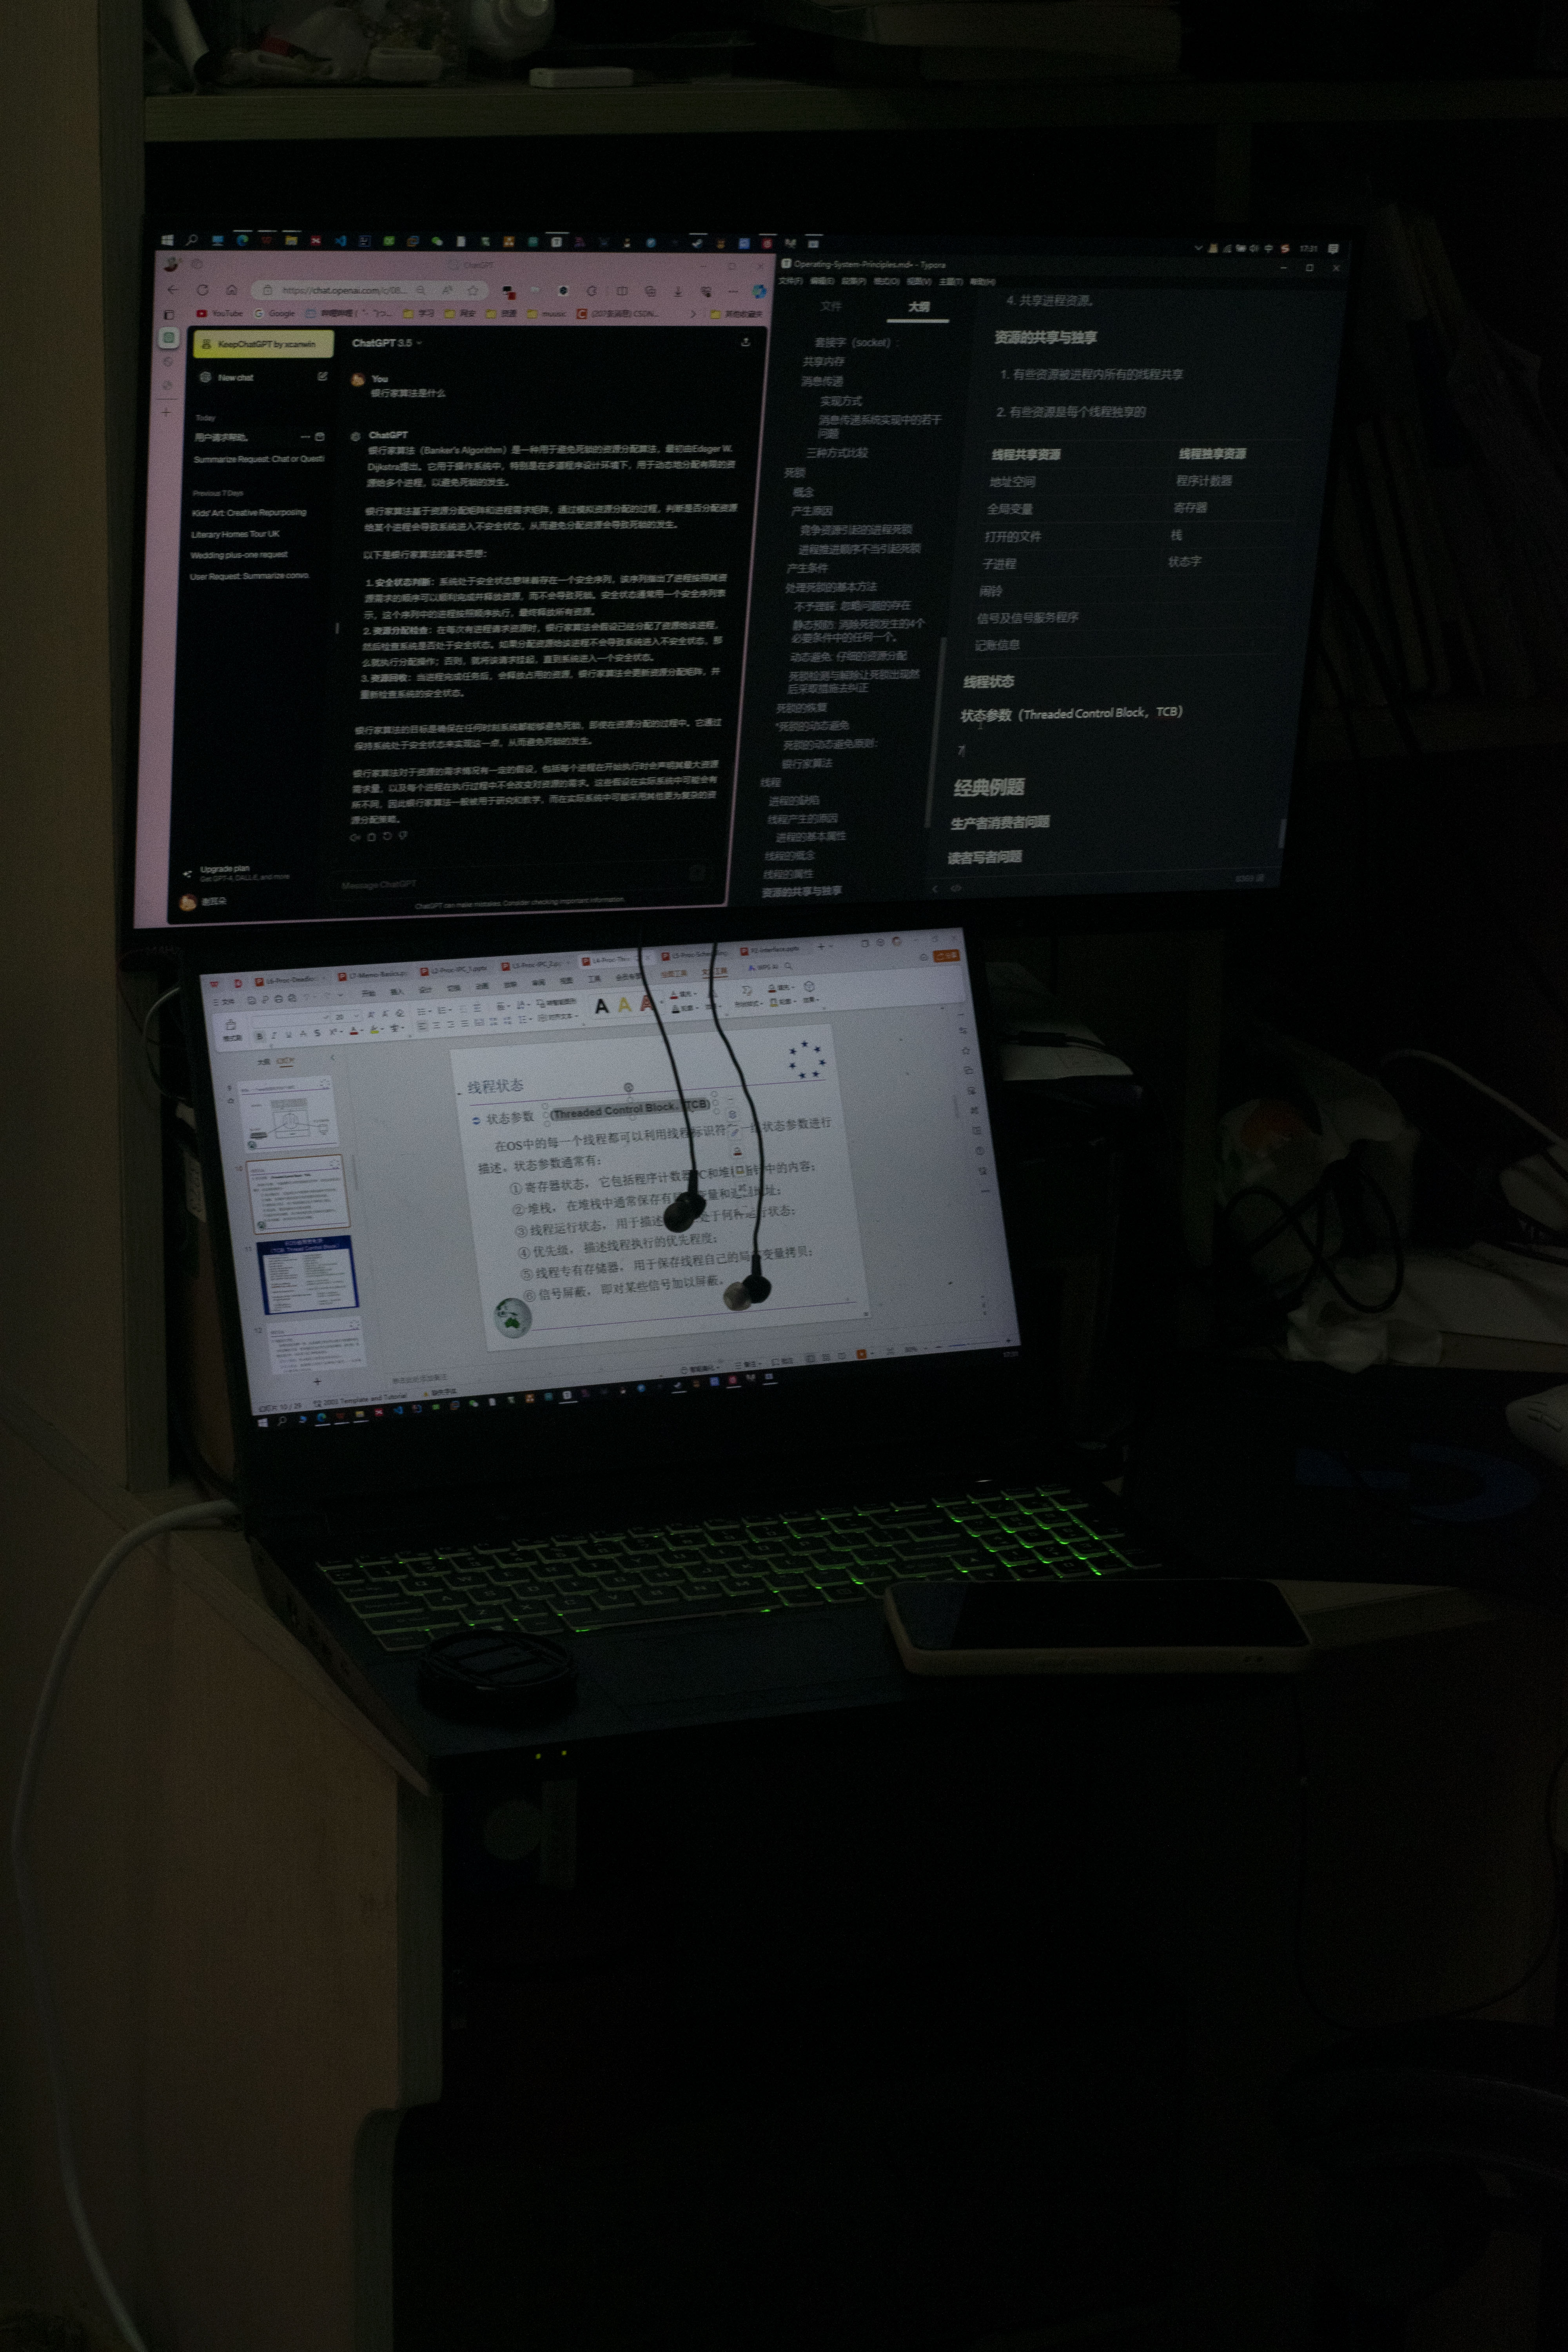 17:21
ChatGPT
https://chat.openai.com/c/08...
YouTube
Google
学习
网安
资源
muusic
(207条消息) CSDN...
其他收藏夹
KeepChatGPT by xcanwin
New chat
Today
用户请求帮助。
Summarize Request: Chat or Questi
Previous 7 Days
Kids' Art: Creative Repurposing
Literary Homes Tour UK
Wedding plus-one request
User Request: Summarize convo.
Upgrade plan
Get GPT-4, DALL·E, and more
ChatGPT 3.5
You
银行家算法是什么
ChatGPT
银行家算法（Banker's Algorithm）是一种用于避免死锁的资源分配算法，最初由Edsger W.
Dijkstra提出。它用于操作系统中，特别是在多道程序设计环境下，用于动态地分配有限的资
源给多个进程，以避免死锁的发生。
银行家算法基于资源分配矩阵和进程需求矩阵，通过模拟资源分配的过程，判断是否分配资源
给某个进程会导致系统进入不安全状态，从而避免分配资源会导致死锁的发生。
以下是银行家算法的基本思想：
1. 安全状态判断：系统处于安全状态意味着存在一个安全序列，该序列指出了进程按照其资
源需求的顺序可以顺利完成并释放资源，而不会导致死锁。安全状态通常用一个安全序列表
示，这个序列中的进程按照顺序执行，最终释放所有资源。
2. 资源分配检查：在每次有进程请求资源时，银行家算法会假设已经分配了资源给该进程，
然后检查系统是否处于安全状态。如果分配资源给该进程不会导致系统进入不安全状态，那
么就执行分配操作；否则，就将该请求挂起，直到系统进入一个安全状态。
3. 资源回收：当进程完成任务后，会释放占用的资源，银行家算法会更新资源分配矩阵，并
重新检查系统的安全状态。
银行家算法的目标是确保在任何时刻系统都能够避免死锁，即使在资源分配的过程中。它通过
保持系统处于安全状态来实现这一点，从而避免死锁的发生。
银行家算法对于资源的需求情况有一定的假设，包括每个进程在开始执行时会声明其最大资源
需求量，以及每个进程在执行过程中不会改变对资源的需求。这些假设在实际系统中可能会有
所不同，因此银行家算法一般被用于研究和教学，而在实际系统中可能采用其他更为复杂的资
源分配策略。
Message ChatGPT
ChatGPT can make mistakes. Consider checking important information.
Operating-System-Principles.md• - Typora
文件(F) 编辑(E) 段落(P) 格式(O) 视图(V) 主题(T) 帮助(H)
文件 大纲
套接字（socket）:
共享内存
消息传递
实现方式
消息传递系统实现中的若干
问题
三种方式比较
死锁
概念
产生原因
竞争资源引起的进程死锁
进程推进顺序不当引起死锁
产生条件
处理死锁的基本方法
不予理睬: 忽略问题的存在
静态预防: 消除死锁发生的4个
必要条件中的任何一个。
动态避免: 仔细的资源分配
死锁检测与解除让死锁出现然
后采取措施去纠正
死锁的恢复
*死锁的动态避免
死锁的动态避免原则:
银行家算法
线程
进程的缺陷
线程产生的原因
进程的基本属性
线程的概念
线程的属性
资源的共享与独享
4. 共享进程资源。
资源的共享与独享
1. 有些资源被进程内所有的线程共享
2. 有些资源是每个线程独享的
线程共享资源 线程独享资源
地址空间 程序计数器
全局变量 寄存器
打开的文件 栈
子进程 状态字
闹铃
信号及信号服务程序
记账信息
线程状态
状态参数（Threaded Control Block，TCB）
经典例题
生产者消费者问题
读者写者问题
文件
开始 插入 设计 切换 动画 放映 审阅 视图 工具
WPS AI
大纲
线程状态
状态参数 (Threaded Control Block, TCB)
在OS中的每一个线程都可以利用线程标识符 状态参数进行
描述。状态参数通常有：
① 寄存器状态，它包括程序计数器 C和堆 中的内容；
② 堆栈，在堆栈中通常保存有 变量和 址；
③ 线程运行状态，用于描述 处于何种运行状态；
④ 优先级，描述线程执行的优先程度；
⑤ 线程专有存储器，用于保存线程自己的局 变量拷贝；
⑥ 信号屏蔽，即对某些信号加以屏蔽。
幻灯片 10 / 29
2001 Template and Tutorial